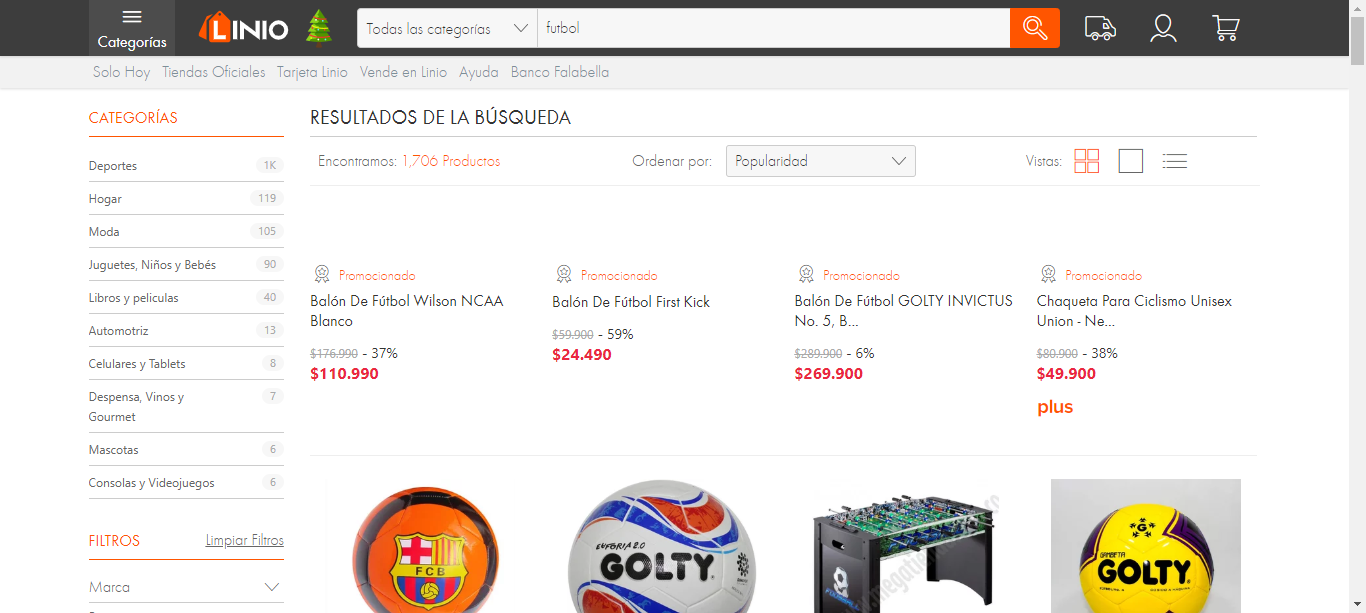 Categorías
LINIO
Todas las categorías
futbol
Solo Hoy
Tiendas Oficiales
Tarjeta Linio
Vende en Linio
Ayuda
Banco Falabella
CATEGORÍAS
Deportes 1K
Hogar 119
Moda 105
Juguetes, Niños y Bebés 90
Libros y peliculas 40
Automotriz 13
Celulares y Tablets 8
Despensa, Vinos y 7
Gourmet
Mascotas 6
Consolas y Videojuegos 6
FILTROS Limpiar Filtros
Marca
RESULTADOS DE LA BÚSQUEDA
Encontramos: 1,706 Productos
Ordenar por: Popularidad
Vistas:
Promocionado
Balón De Fútbol Wilson NCAA
Blanco
$176.990 - 37%
$110.990
Promocionado
Balón De Fútbol First Kick
$59.900 - 59%
$24.490
Promocionado
Balón De Fútbol GOLTY INVICTUS
No. 5, B...
$289.900 - 6%
$269.900
Promocionado
Chaqueta Para Ciclismo Unisex
Union - Ne...
$80.900 - 38%
$49.900
plus
FCB
EUFORIA 2.0
GOLTY
GAMBETA
GOLTY